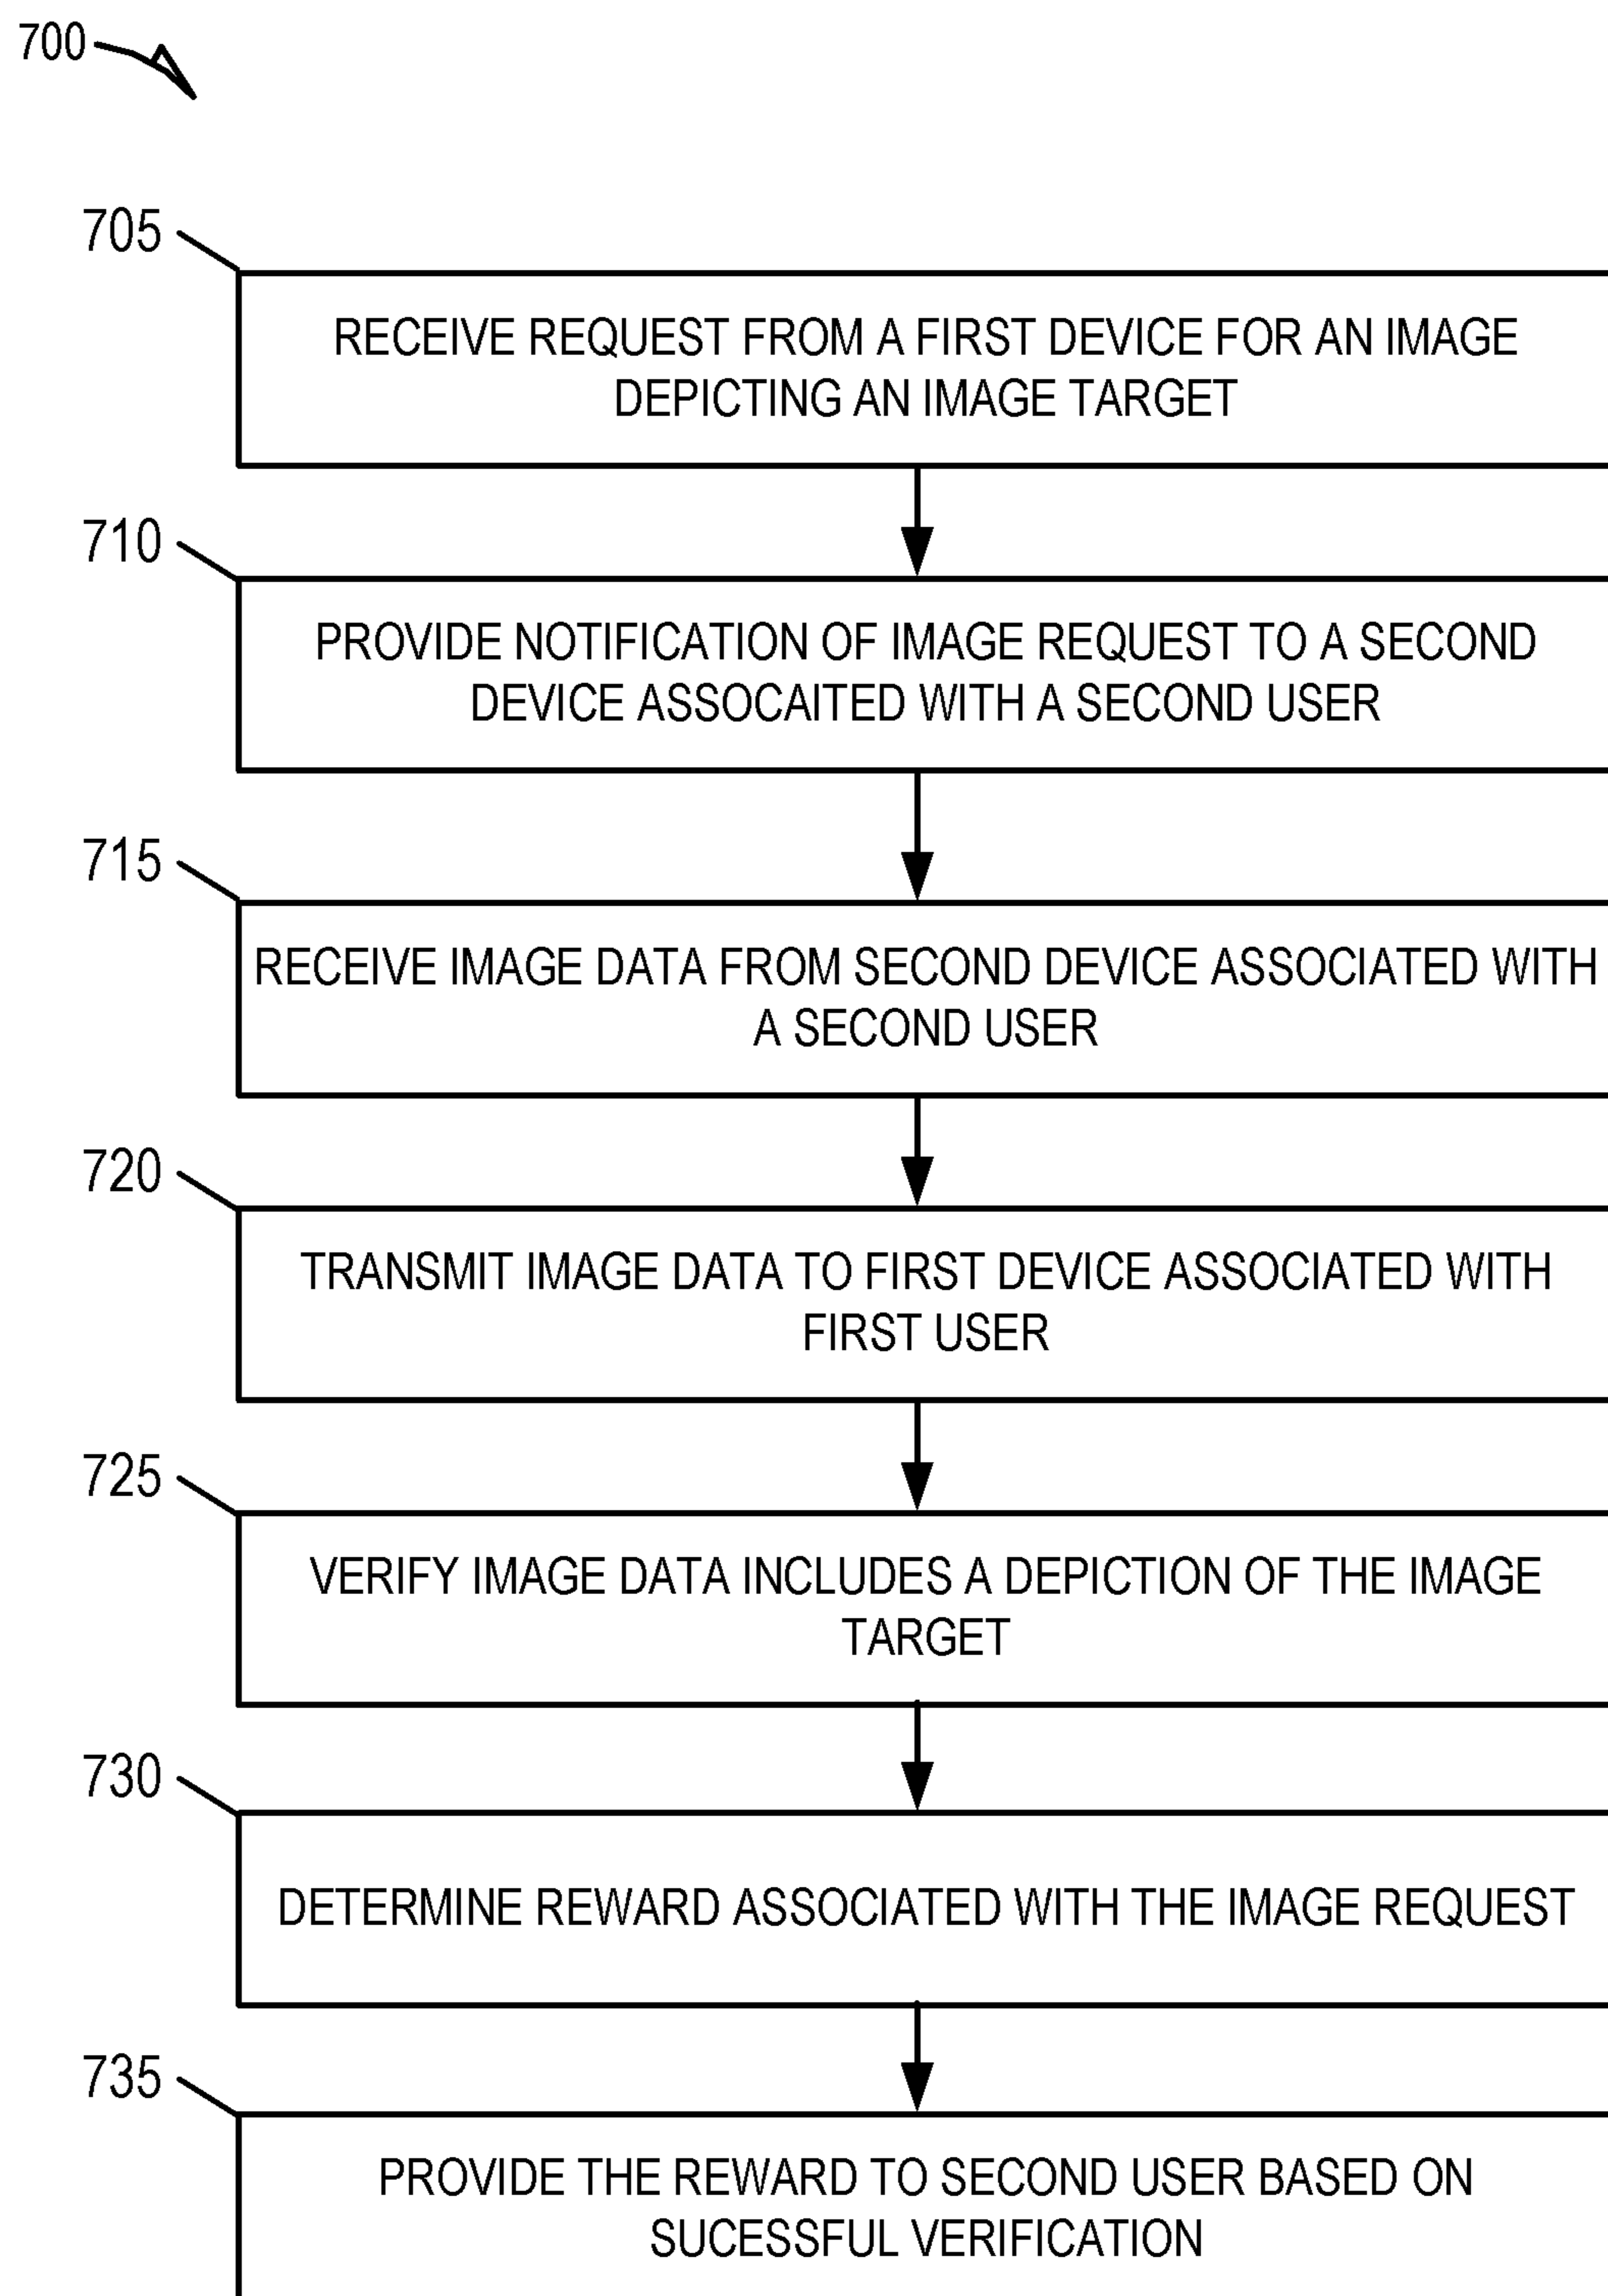 700
705
RECEIVE REQUEST FROM A FIRST DEVICE FOR AN IMAGE
DEPICTING AN IMAGE TARGET
710
PROVIDE NOTIFICATION OF IMAGE REQUEST TO A SECOND
DEVICE ASSOCAITED WITH A SECOND USER
715
RECEIVE IMAGE DATA FROM SECOND DEVICE ASSOCIATED WITH
A SECOND USER
720
TRANSMIT IMAGE DATA TO FIRST DEVICE ASSOCIATED WITH
FIRST USER
725
VERIFY IMAGE DATA INCLUDES A DEPICTION OF THE IMAGE
TARGET
730
DETERMINE REWARD ASSOCIATED WITH THE IMAGE REQUEST
735
PROVIDE THE REWARD TO SECOND USER BASED ON
SUCESSFUL VERIFICATION